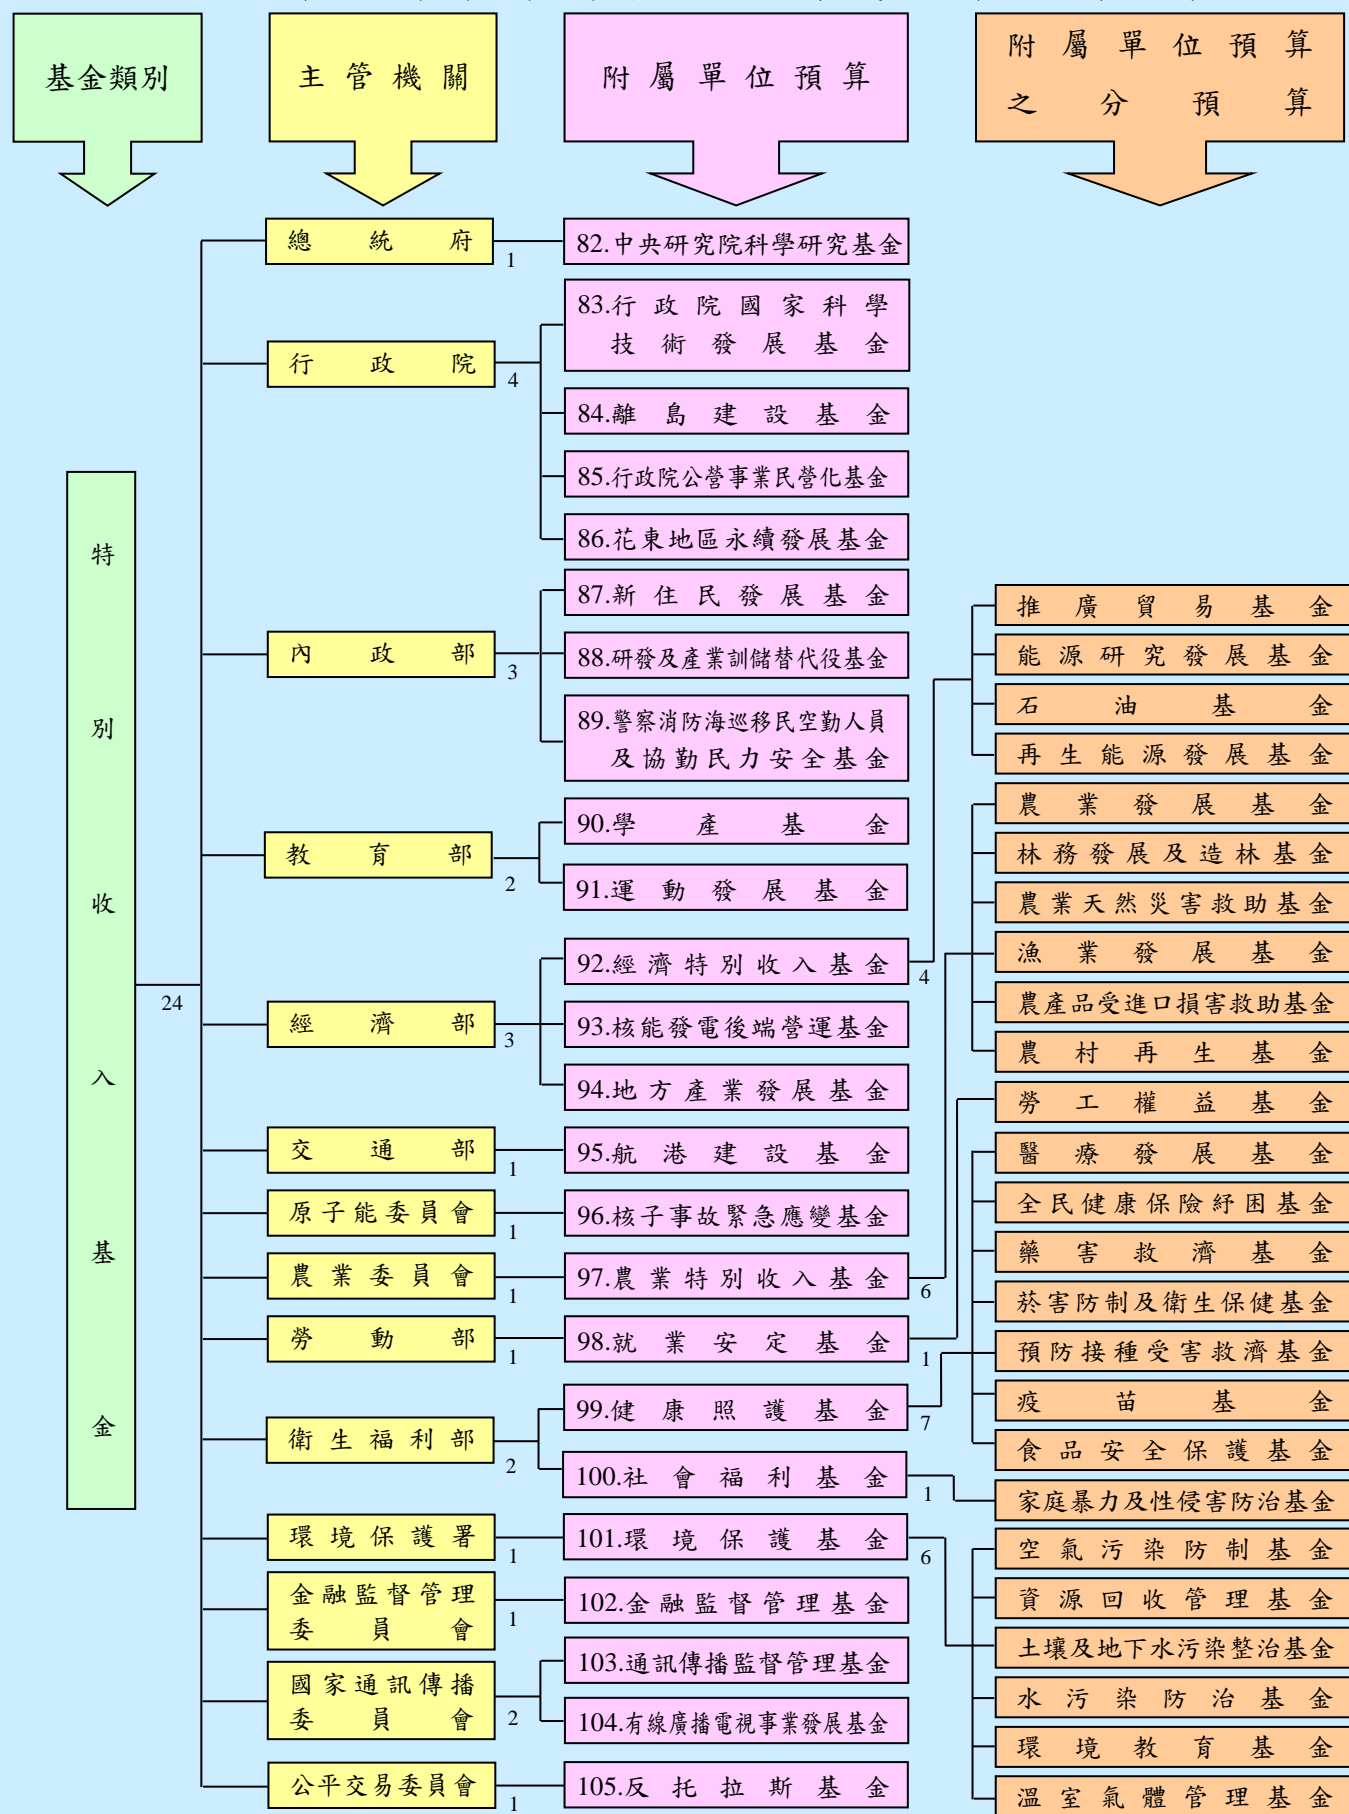 基金類別
主管機關
附屬單位預算
附屬單位預算
之分預算
特別收入基金
24
總統府
1
82.中央研究院科學研究基金
行政院
4
83.行政院國家科學
技術發展基金
84.離島建設基金
85.行政院公營事業民營化基金
86.花東地區永續發展基金
內政部
3
87.新住民發展基金
88.研發及產業訓儲替代役基金
89.警察消防海巡移民空勤人員
及協勤民力安全基金
教育部
2
90.學產基金
91.運動發展基金
經濟部
3
92.經濟特別收入基金
4
推廣貿易基金
能源研究發展基金
石油基金
再生能源發展基金
93.核能發電後端營運基金
94.地方產業發展基金
交通部
1
95.航港建設基金
原子能委員會
1
96.核子事故緊急應變基金
農業委員會
1
97.農業特別收入基金
6
農業發展基金
林務發展及造林基金
農業天然災害救助基金
漁業發展基金
農產品受進口損害救助基金
農村再生基金
勞動部
1
98.就業安定基金
1
勞工權益基金
衛生福利部
2
99.健康照護基金
7
醫療發展基金
全民健康保險紓困基金
藥害救濟基金
菸害防制及衛生保健基金
預防接種受害救濟基金
疫苗基金
食品安全保護基金
100.社會福利基金
1
家庭暴力及性侵害防治基金
環境保護署
1
101.環境保護基金
6
空氣污染防制基金
資源回收管理基金
土壤及地下水污染整治基金
水污染防治基金
環境教育基金
溫室氣體管理基金
金融監督管理
委員會
1
102.金融監督管理基金
國家通訊傳播
委員會
2
103.通訊傳播監督管理基金
104.有線廣播電視事業發展基金
公平交易委員會
1
105.反托拉斯基金